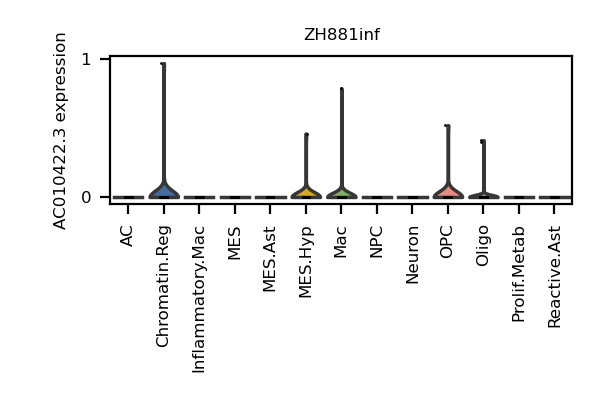 ZH881inf
AC010422.3 expression
1
0
AC
Chromatin.Reg
Inflammatory.Mac
MES
MES.Ast
MES.Hyp
Mac
NPC
Neuron
OPC
Oligo
Prolif.Metab
Reactive.Ast